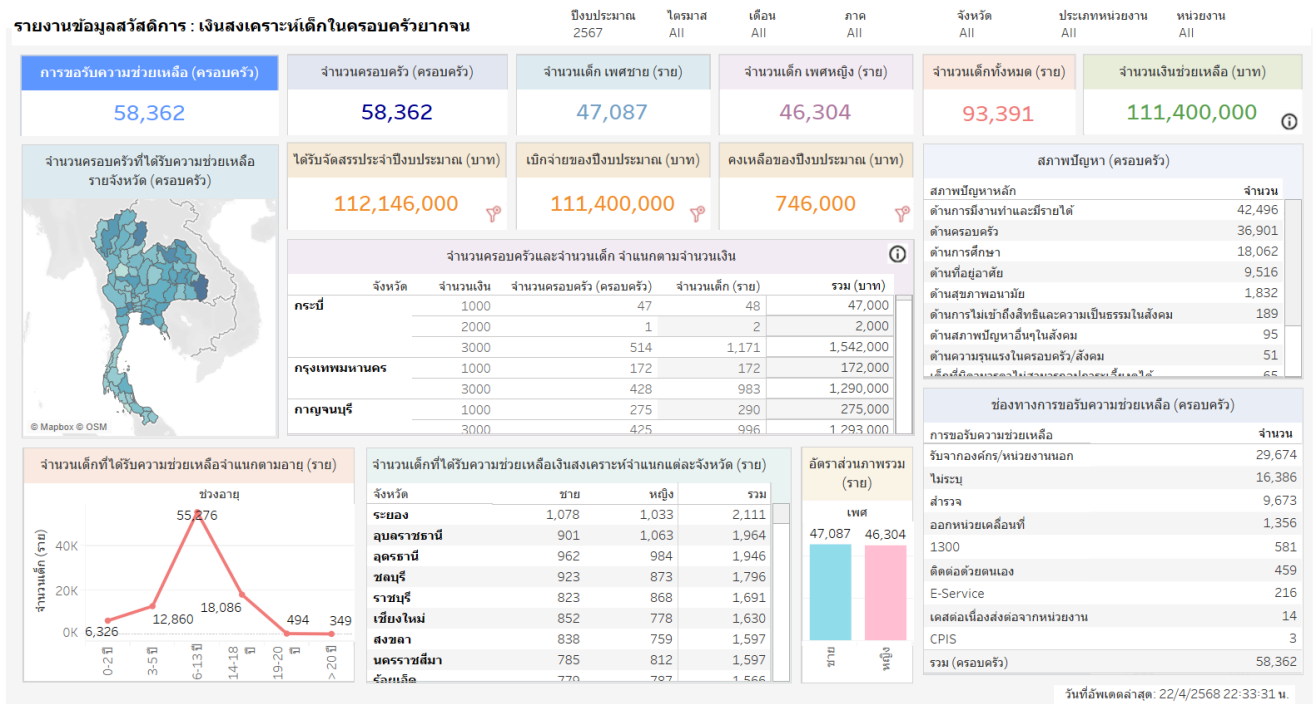 รายงานข้อมูลสวัสดิการ : เงินสงเคราะห์เด็กในครอบครัวยากจน
ปีงบประมาณ ไตรมาส เดือน ภาค จังหวัด ประเภทหน่วยงาน หน่วยงาน
2567 All All All All All All
การขอรับความช่วยเหลือ (ครอบครัว)
58,362
จำนวนครอบครัว (ครอบครัว)
58,362
จำนวนเด็ก เพศชาย (ราย)
47,087
จำนวนเด็ก เพศหญิง (ราย)
46,304
จำนวนเด็กทั้งหมด (ราย)
93,391
จำนวนเงินช่วยเหลือ (บาท)
111,400,000
จำนวนครอบครัวที่ได้รับความช่วยเหลือ
รายจังหวัด (ครอบครัว)
© Mapbox © OSM
ได้รับจัดสรรประจำปีงบประมาณ (บาท)
112,146,000
เบิกจ่ายของปีงบประมาณ (บาท)
111,400,000
คงเหลือของปีงบประมาณ (บาท)
746,000
จำนวนครอบครัวและจำนวนเด็ก จำแนกตามจำนวนเงิน
จังหวัด จำนวนเงิน จำนวนครอบครัว (ครอบครัว) จำนวนเด็ก (ราย) รวม (บาท)
กระบี่ 1000 47 48 47,000
2000 1 2 2,000
3000 514 1,171 1,542,000
กรุงเทพมหานคร 1000 172 172 172,000
3000 428 983 1,290,000
กาญจนบุรี 1000 275 290 275,000
3000 425 996 1,293,000
สภาพปัญหา (ครอบครัว)
สภาพปัญหาหลัก จำนวน
ด้านการมีงานทำและมีรายได้ 42,496
ด้านครอบครัว 36,901
ด้านการศึกษา 18,062
ด้านที่อยู่อาศัย 9,516
ด้านสุขภาพอนามัย 1,832
ด้านการไม่เข้าถึงสิทธิและความเป็นธรรมในสังคม 189
ด้านสภาพปัญหาอื่นๆในสังคม 95
ด้านความรุนแรงในครอบครัว/สังคม 51
65
ช่องทางการขอรับความช่วยเหลือ (ครอบครัว)
การขอรับความช่วยเหลือ จำนวน
รับจากองค์กร/หน่วยงานนอก 29,674
ไม่ระบุ 16,386
สำรวจ 9,673
ออกหน่วยเคลื่อนที่ 1,356
1300 581
ติดต่อด้วยตนเอง 459
E-Service 216
เคสต่อเนื่องส่งต่อจากหน่วยงาน 14
CPIS 3
รวม (ครอบครัว) 58,362
จำนวนเด็กที่ได้รับความช่วยเหลือจำแนกตามอายุ (ราย)
ช่วงอายุ
จำนวนเด็ก (ราย)
40K
20K
0K
6,326
12,860
55,276
18,086
494
349
0-2 ปี
3-5 ปี
6-13 ปี
14-18 ปี
19-20 ปี
> 20 ปี
จำนวนเด็กที่ได้รับความช่วยเหลือเงินสงเคราะห์จำแนกแต่ละจังหวัด (ราย)
จังหวัด ชาย หญิง รวม
ระยอง 1,078 1,033 2,111
อุบลราชธานี 901 1,063 1,964
อุดรธานี 962 984 1,946
ชลบุรี 923 873 1,796
ราชบุรี 823 868 1,691
เชียงใหม่ 852 778 1,630
สงขลา 838 759 1,597
นครราชสีมา 785 812 1,597
ร้อยเอ็ด 779 787 1,566
อัตราส่วนภาพรวม
(ราย)
เพศ
47,087 46,304
ชาย หญิง
วันที่อัพเดตล่าสุด: 22/4/2568 22:33:31 น.